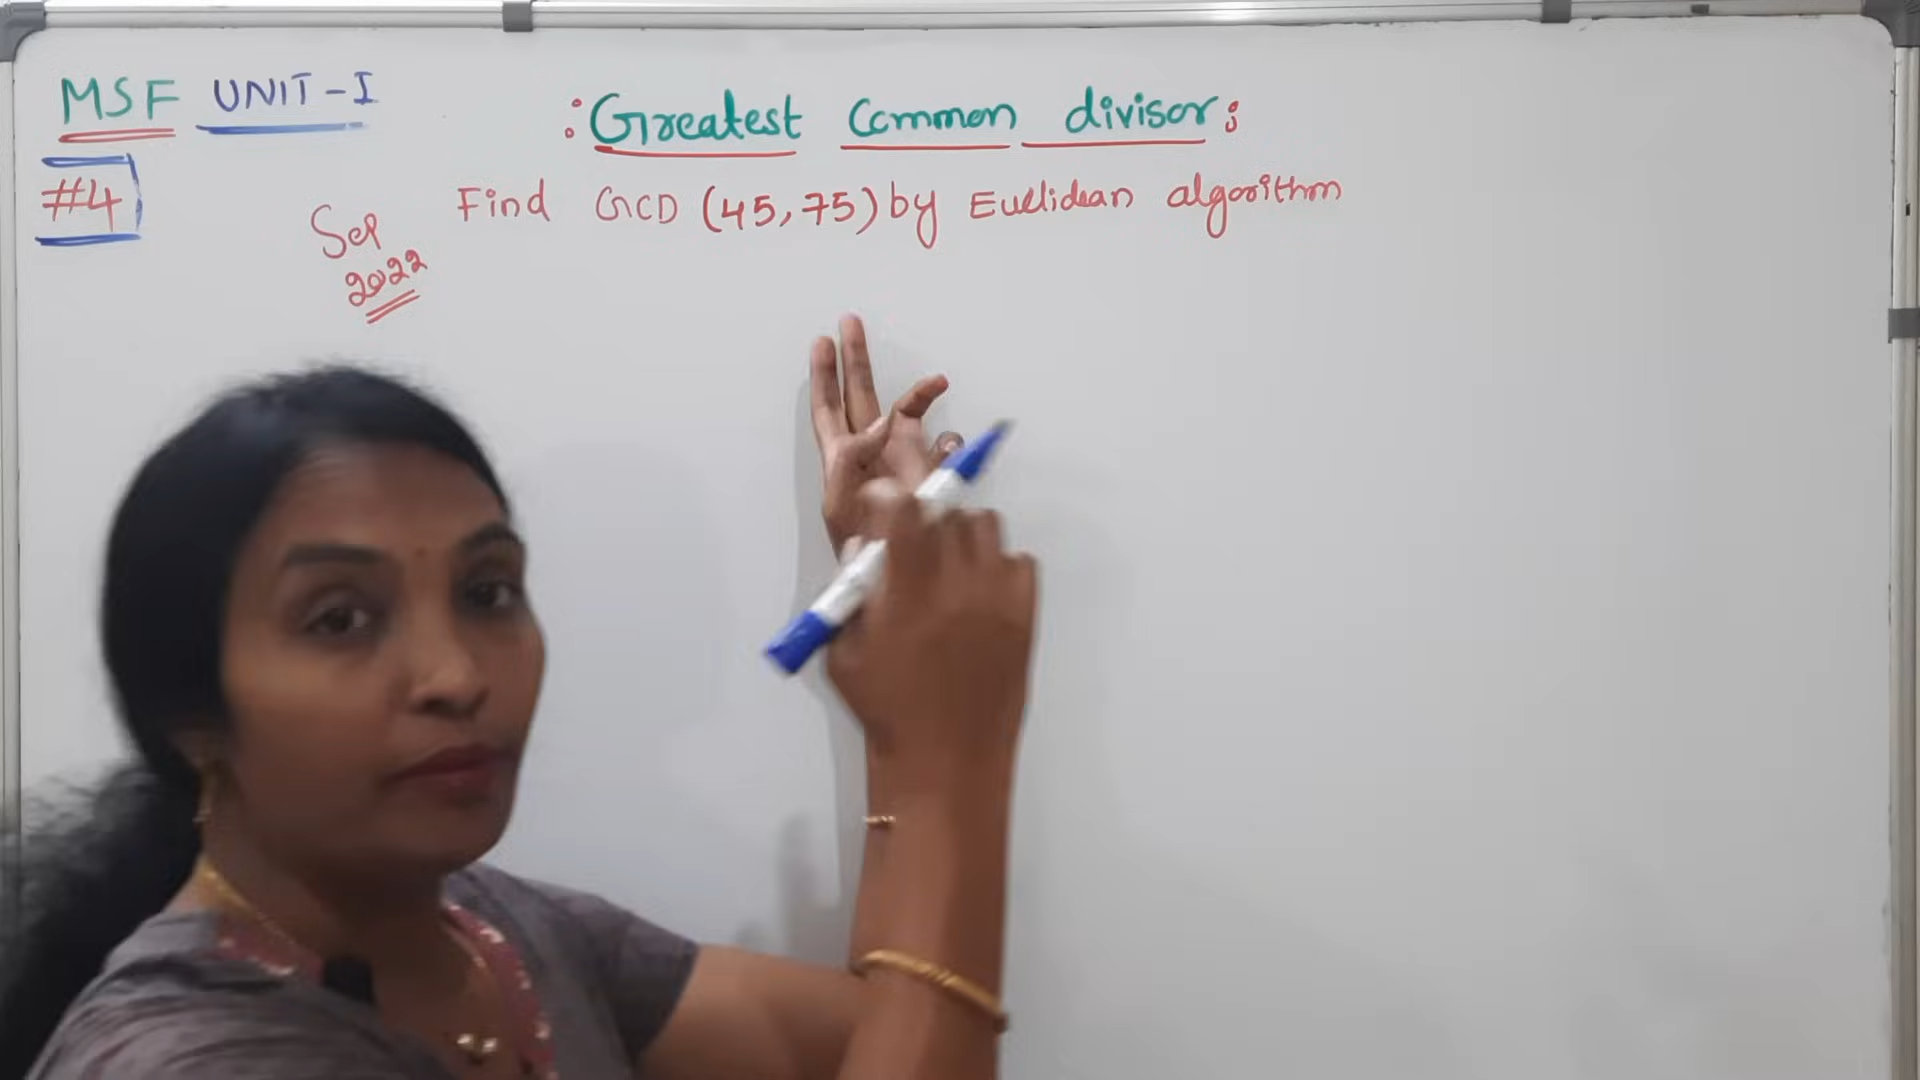 MSF UNIT-I
:Greatest Common divisor:
#4
Find GCD (45,75) by Euclidean algorithm
Sep
2022